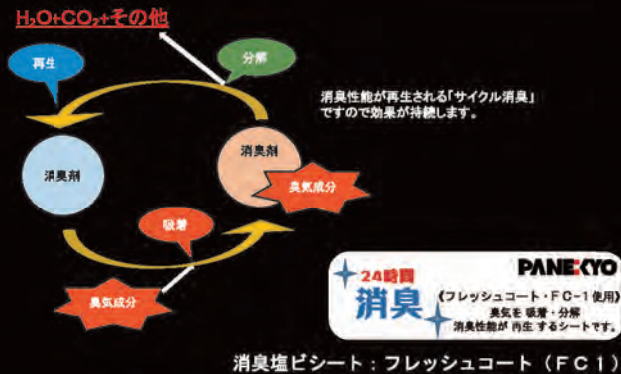 H₂O+CO₂+その他
再生
分解
消臭性能が再生される「サイクル消臭」
ですので効果が持続します。
消臭剤
消臭剤
臭気成分
吸着
臭気成分
PANEKYO
24時間
消臭
《フレッシュコート・FC-1使用》
臭気を 吸着・分解
消臭性能が 再生 するシートです。
消臭塩ビシート：フレッシュコート（FC1）